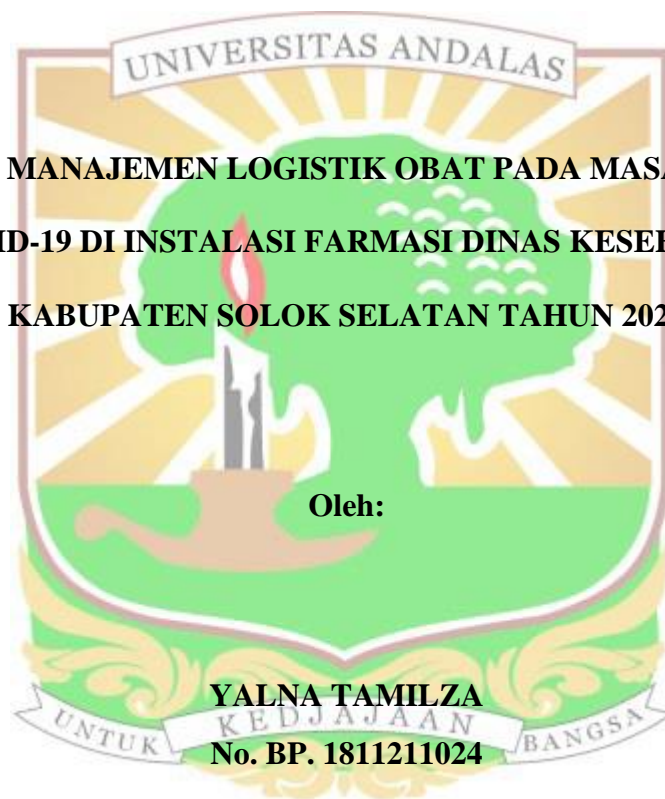 UNIVERSITAS ANDALAS
MANAJEMEN LOGISTIK OBAT PADA MASA
ID-19 DI INSTALASI FARMASI DINAS KESEH
KABUPATEN SOLOK SELATAN TAHUN 202
Oleh:
YALNA TAMILZA
UNTUK KEDJAJAAN BANGSA
No. BP. 1811211024